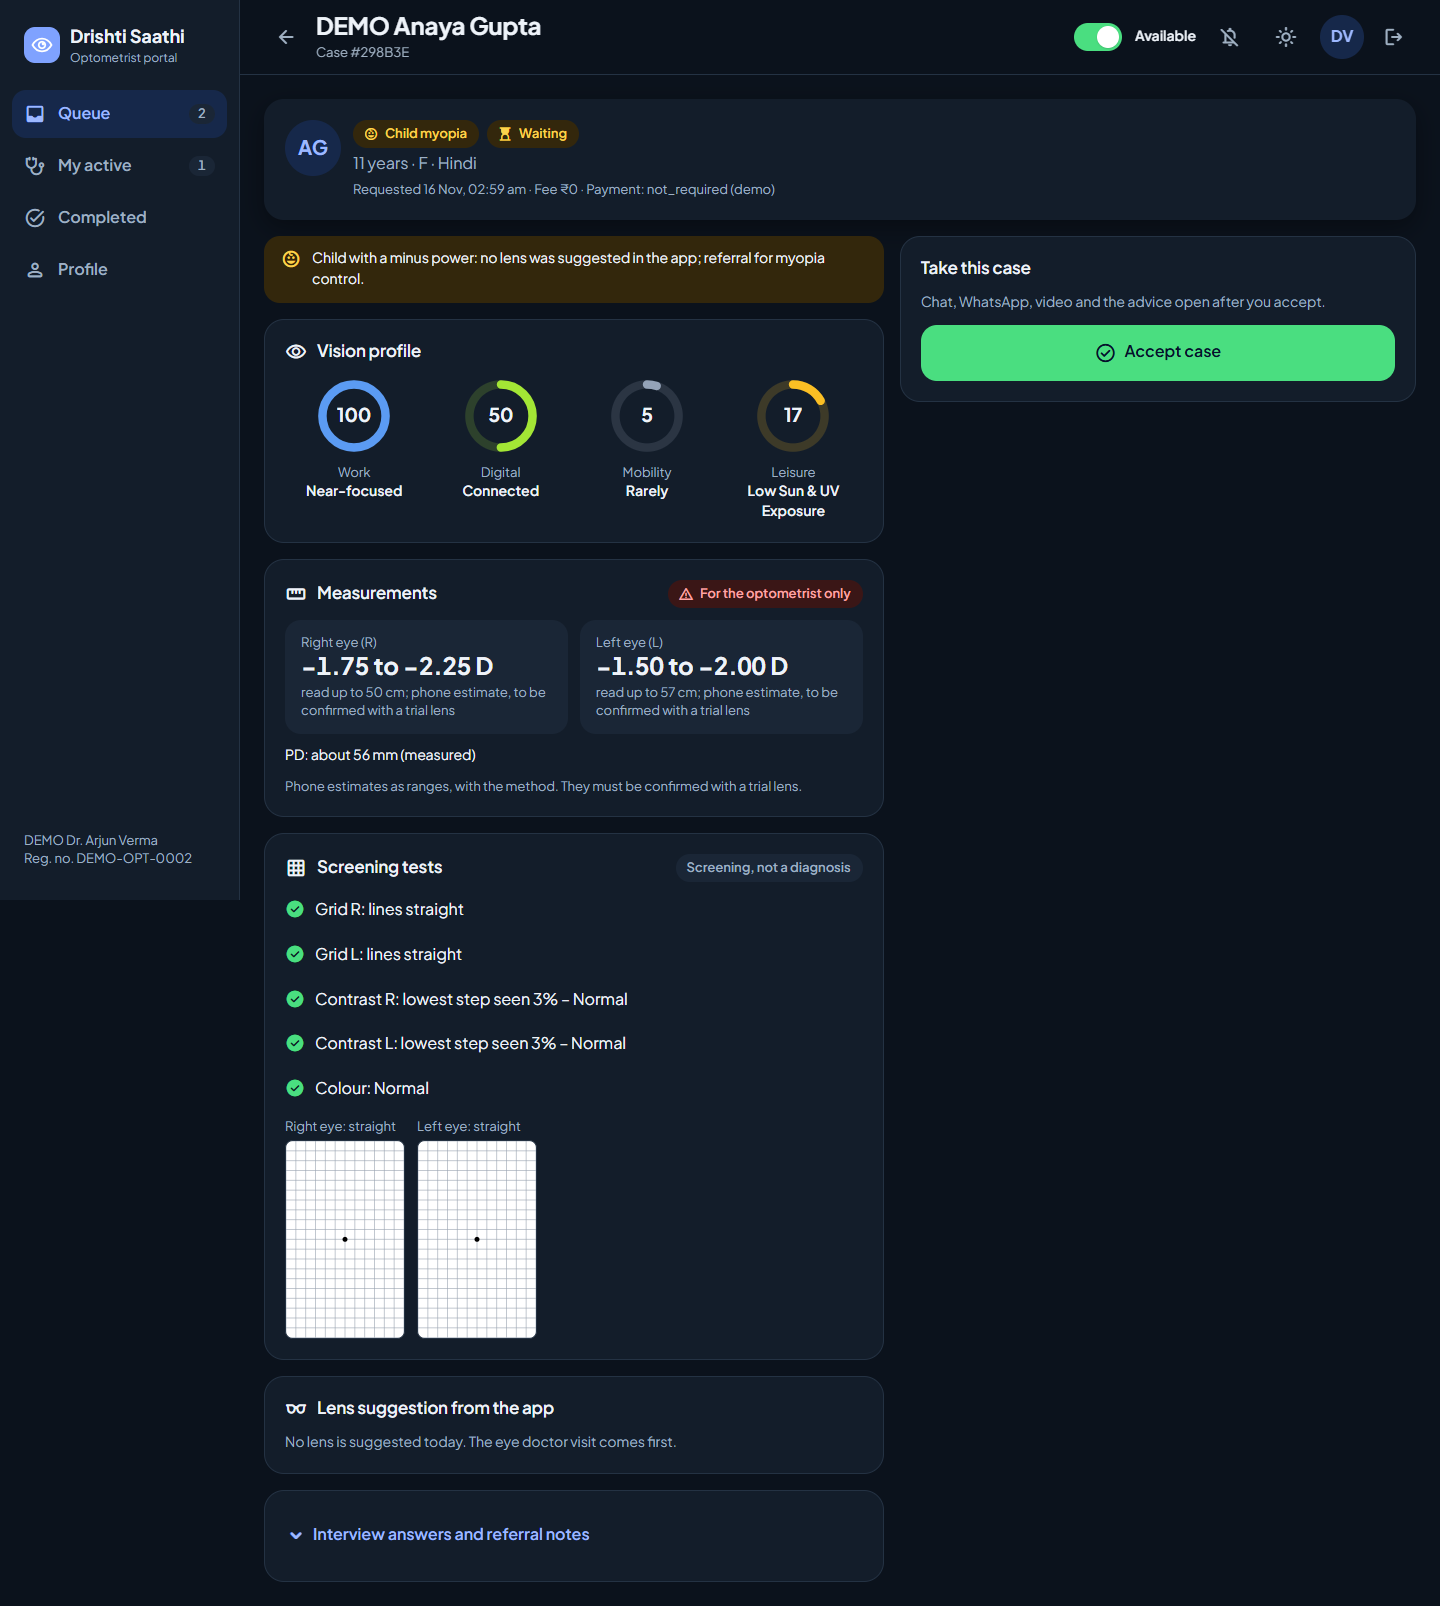 Drishti Saathi
Optometrist portal
Queue 2
My active 1
Completed
Profile
DEMO Dr. Arjun Verma
Reg. no. DEMO-OPT-0002
DEMO Anaya Gupta
Case #298B3E
Available
DV
AG
Child myopia
Waiting
11 years · F · Hindi
Requested 16 Nov, 02:59 am · Fee ₹0 · Payment: not_required (demo)
Child with a minus power: no lens was suggested in the app; referral for myopia
control.
Vision profile
100
50
5
17
Work
Digital
Mobility
Leisure
Near-focused
Connected
Rarely
Low Sun & UV
Exposure
Measurements
For the optometrist only
Right eye (R)
−1.75 to −2.25 D
read up to 50 cm; phone estimate, to be
confirmed with a trial lens
Left eye (L)
−1.50 to −2.00 D
read up to 57 cm; phone estimate, to be
confirmed with a trial lens
PD: about 56 mm (measured)
Phone estimates as ranges, with the method. They must be confirmed with a trial lens.
Screening tests
Screening, not a diagnosis
Grid R: lines straight
Grid L: lines straight
Contrast R: lowest step seen 3% – Normal
Contrast L: lowest step seen 3% – Normal
Colour: Normal
Right eye: straight
Left eye: straight
Lens suggestion from the app
No lens is suggested today. The eye doctor visit comes first.
Interview answers and referral notes
Take this case
Chat, WhatsApp, video and the advice open after you accept.
Accept case